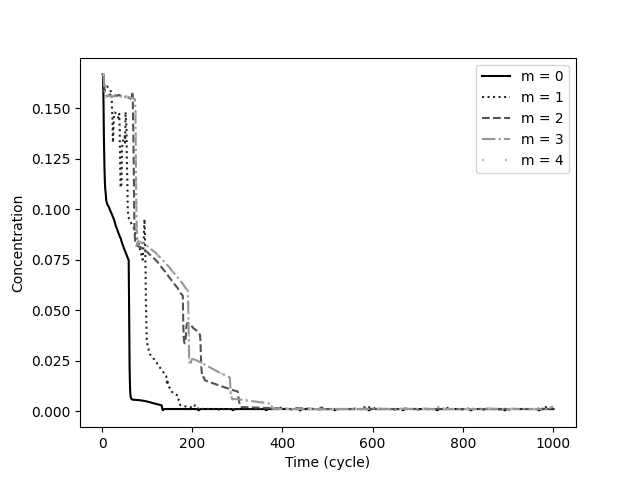 m = 0
m = 1
m = 2
m = 3
m = 4
0.150
0.125
0.100
0.075
0.050
0.025
0.000
Concentration
0 200 400 600 800 1000
Time (cycle)